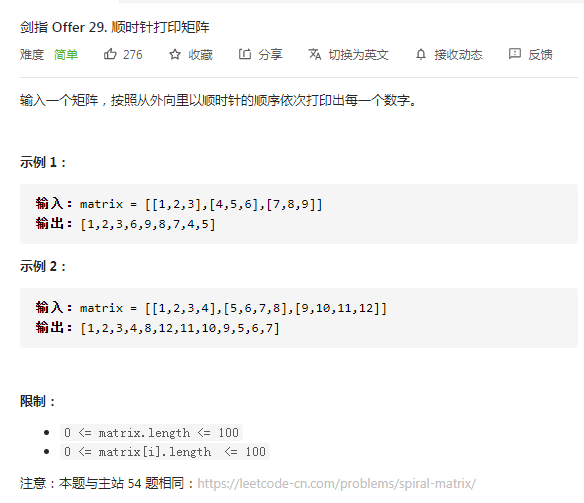 剑指 Offer 29. 顺时针打印矩阵
难度 简单 276 收藏 分享 切换为英文 接收动态 反馈
输入一个矩阵，按照从外向里以顺时针的顺序依次打印出每一个数字。
示例 1：
输入：matrix = [[1,2,3],[4,5,6],[7,8,9]]
输出：[1,2,3,6,9,8,7,4,5]
示例 2：
输入：matrix = [[1,2,3,4],[5,6,7,8],[9,10,11,12]]
输出：[1,2,3,4,8,12,11,10,9,5,6,7]
限制：
0 <= matrix.length <= 100
0 <= matrix[i].length <= 100
注意：本题与主站 54 题相同：https://leetcode-cn.com/problems/spiral-matrix/